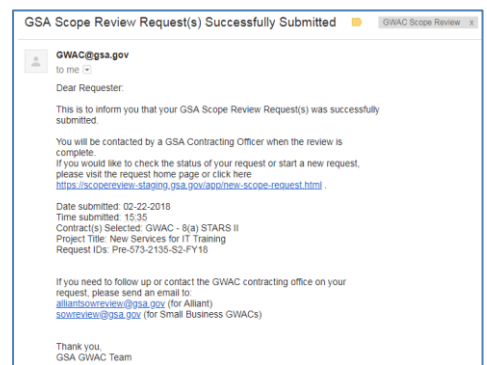 GSA Scope Review Request(s) Successfully Submitted GWAC Scope Review x
GWAC@gsa.gov
to me
Dear Requester:
This is to inform you that your GSA Scope Review Request(s) was successfully
submitted.
You will be contacted by a GSA Contracting Officer when the review is
complete.
If you would like to check the status of your request or start a new request,
please visit the request home page or click here
https://scopereview-staging.gsa.gov/app/new-scope-request.html .
Date submitted: 02-22-2018
Time submitted: 15:35
Contract(s) Selected: GWAC - 8(a) STARS II
Project Title: New Services for IT Training
Request IDs: Pre-573-2135-S2-FY18
If you need to follow up or contact the GWAC contracting office on your
request, please send an email to:
alliantsowreview@gsa.gov (for Alliant)
sowreview@gsa.gov (for Small Business GWACs)
Thank you,
GSA GWAC Team